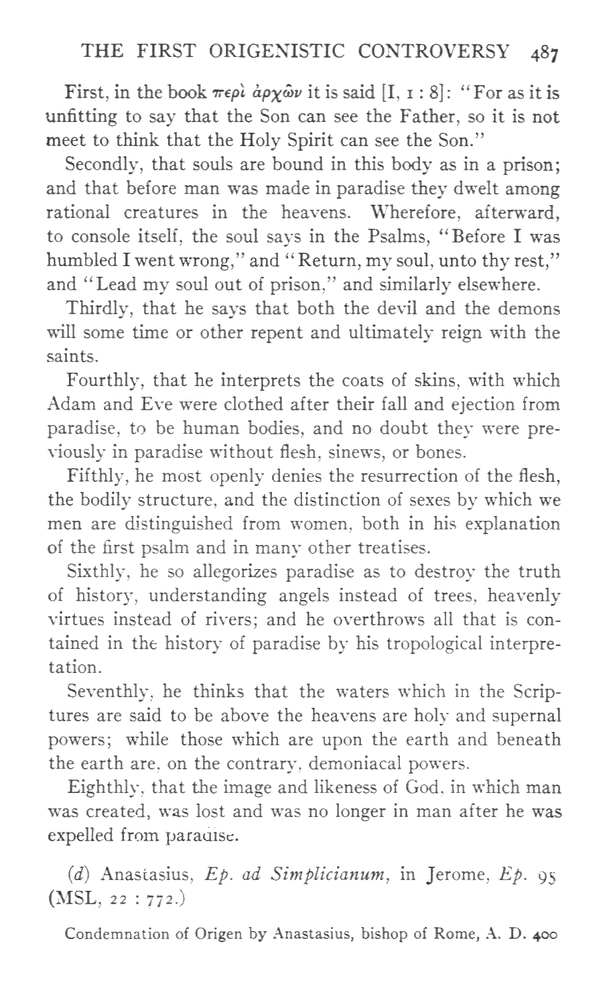 THE FIRST ORIGENISTIC CONTROVERSY 487
First, in the book περὶ ἀρχῶν it is said [I, 1 : 8]: “For as it is
unfitting to say that the Son can see the Father, so it is not
meet to think that the Holy Spirit can see the Son.”
Secondly, that souls are bound in this body as in a prison;
and that before man was made in paradise they dwelt among
rational creatures in the heavens. Wherefore, afterward,
to console itself, the soul says in the Psalms, “Before I was
humbled I went wrong,” and “Return, my soul, unto thy rest,”
and “Lead my soul out of prison,” and similarly elsewhere.
Thirdly, that he says that both the devil and the demons
will some time or other repent and ultimately reign with the
saints.
Fourthly, that he interprets the coats of skins, with which
Adam and Eve were clothed after their fall and ejection from
paradise, to be human bodies, and no doubt they were pre-
viously in paradise without flesh, sinews, or bones.
Fifthly, he most openly denies the resurrection of the flesh,
the bodily structure, and the distinction of sexes by which we
men are distinguished from women, both in his explanation
of the first psalm and in many other treatises.
Sixthly, he so allegorizes paradise as to destroy the truth
of history, understanding angels instead of trees, heavenly
virtues instead of rivers; and he overthrows all that is con-
tained in the history of paradise by his tropological interpre-
tation.
Seventhly, he thinks that the waters which in the Scrip-
tures are said to be above the heavens are holy and supernal
powers; while those which are upon the earth and beneath
the earth are, on the contrary, demoniacal powers.
Eighthly, that the image and likeness of God, in which man
was created, was lost and was no longer in man after he was
expelled from paradise.
(d) Anastasius, Ep. ad Simplicianum, in Jerome, Ep. 95
(MSL, 22 : 772.)
Condemnation of Origen by Anastasius, bishop of Rome, A. D. 400